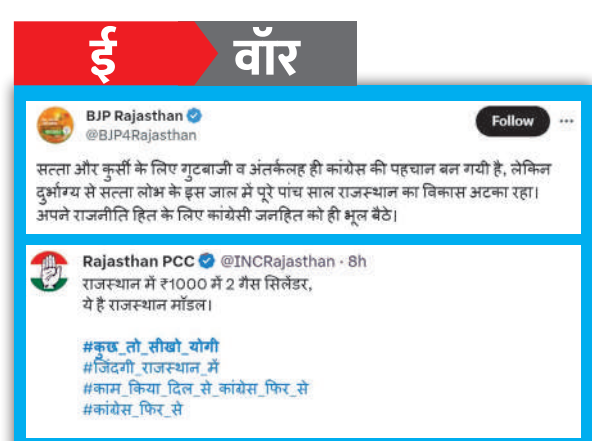 ई वॉर
BJP Rajasthan
@BJP4Rajasthan
Follow
सत्ता और कुर्सी के लिए गुटबाजी व अंतर्कलह ही कांग्रेस की पहचान बन गयी है, लेकिन
दुर्भाग्य से सत्ता लोभ के इस जाल में पूरे पांच साल राजस्थान का विकास अटका रहा।
अपने राजनीति हित के लिए कांग्रेसी जनहित को ही भूल बैठे।
Rajasthan PCC @INCRajasthan · 8h
राजस्थान में ₹1000 में 2 गैस सिलेंडर,
ये है राजस्थान मॉडल।
#कुछ_तो_सीखो_योगी
#जिंदगी_राजस्थान_में
#काम_किया_दिल_से_कांग्रेस_फिर_से
#कांग्रेस_फिर_से